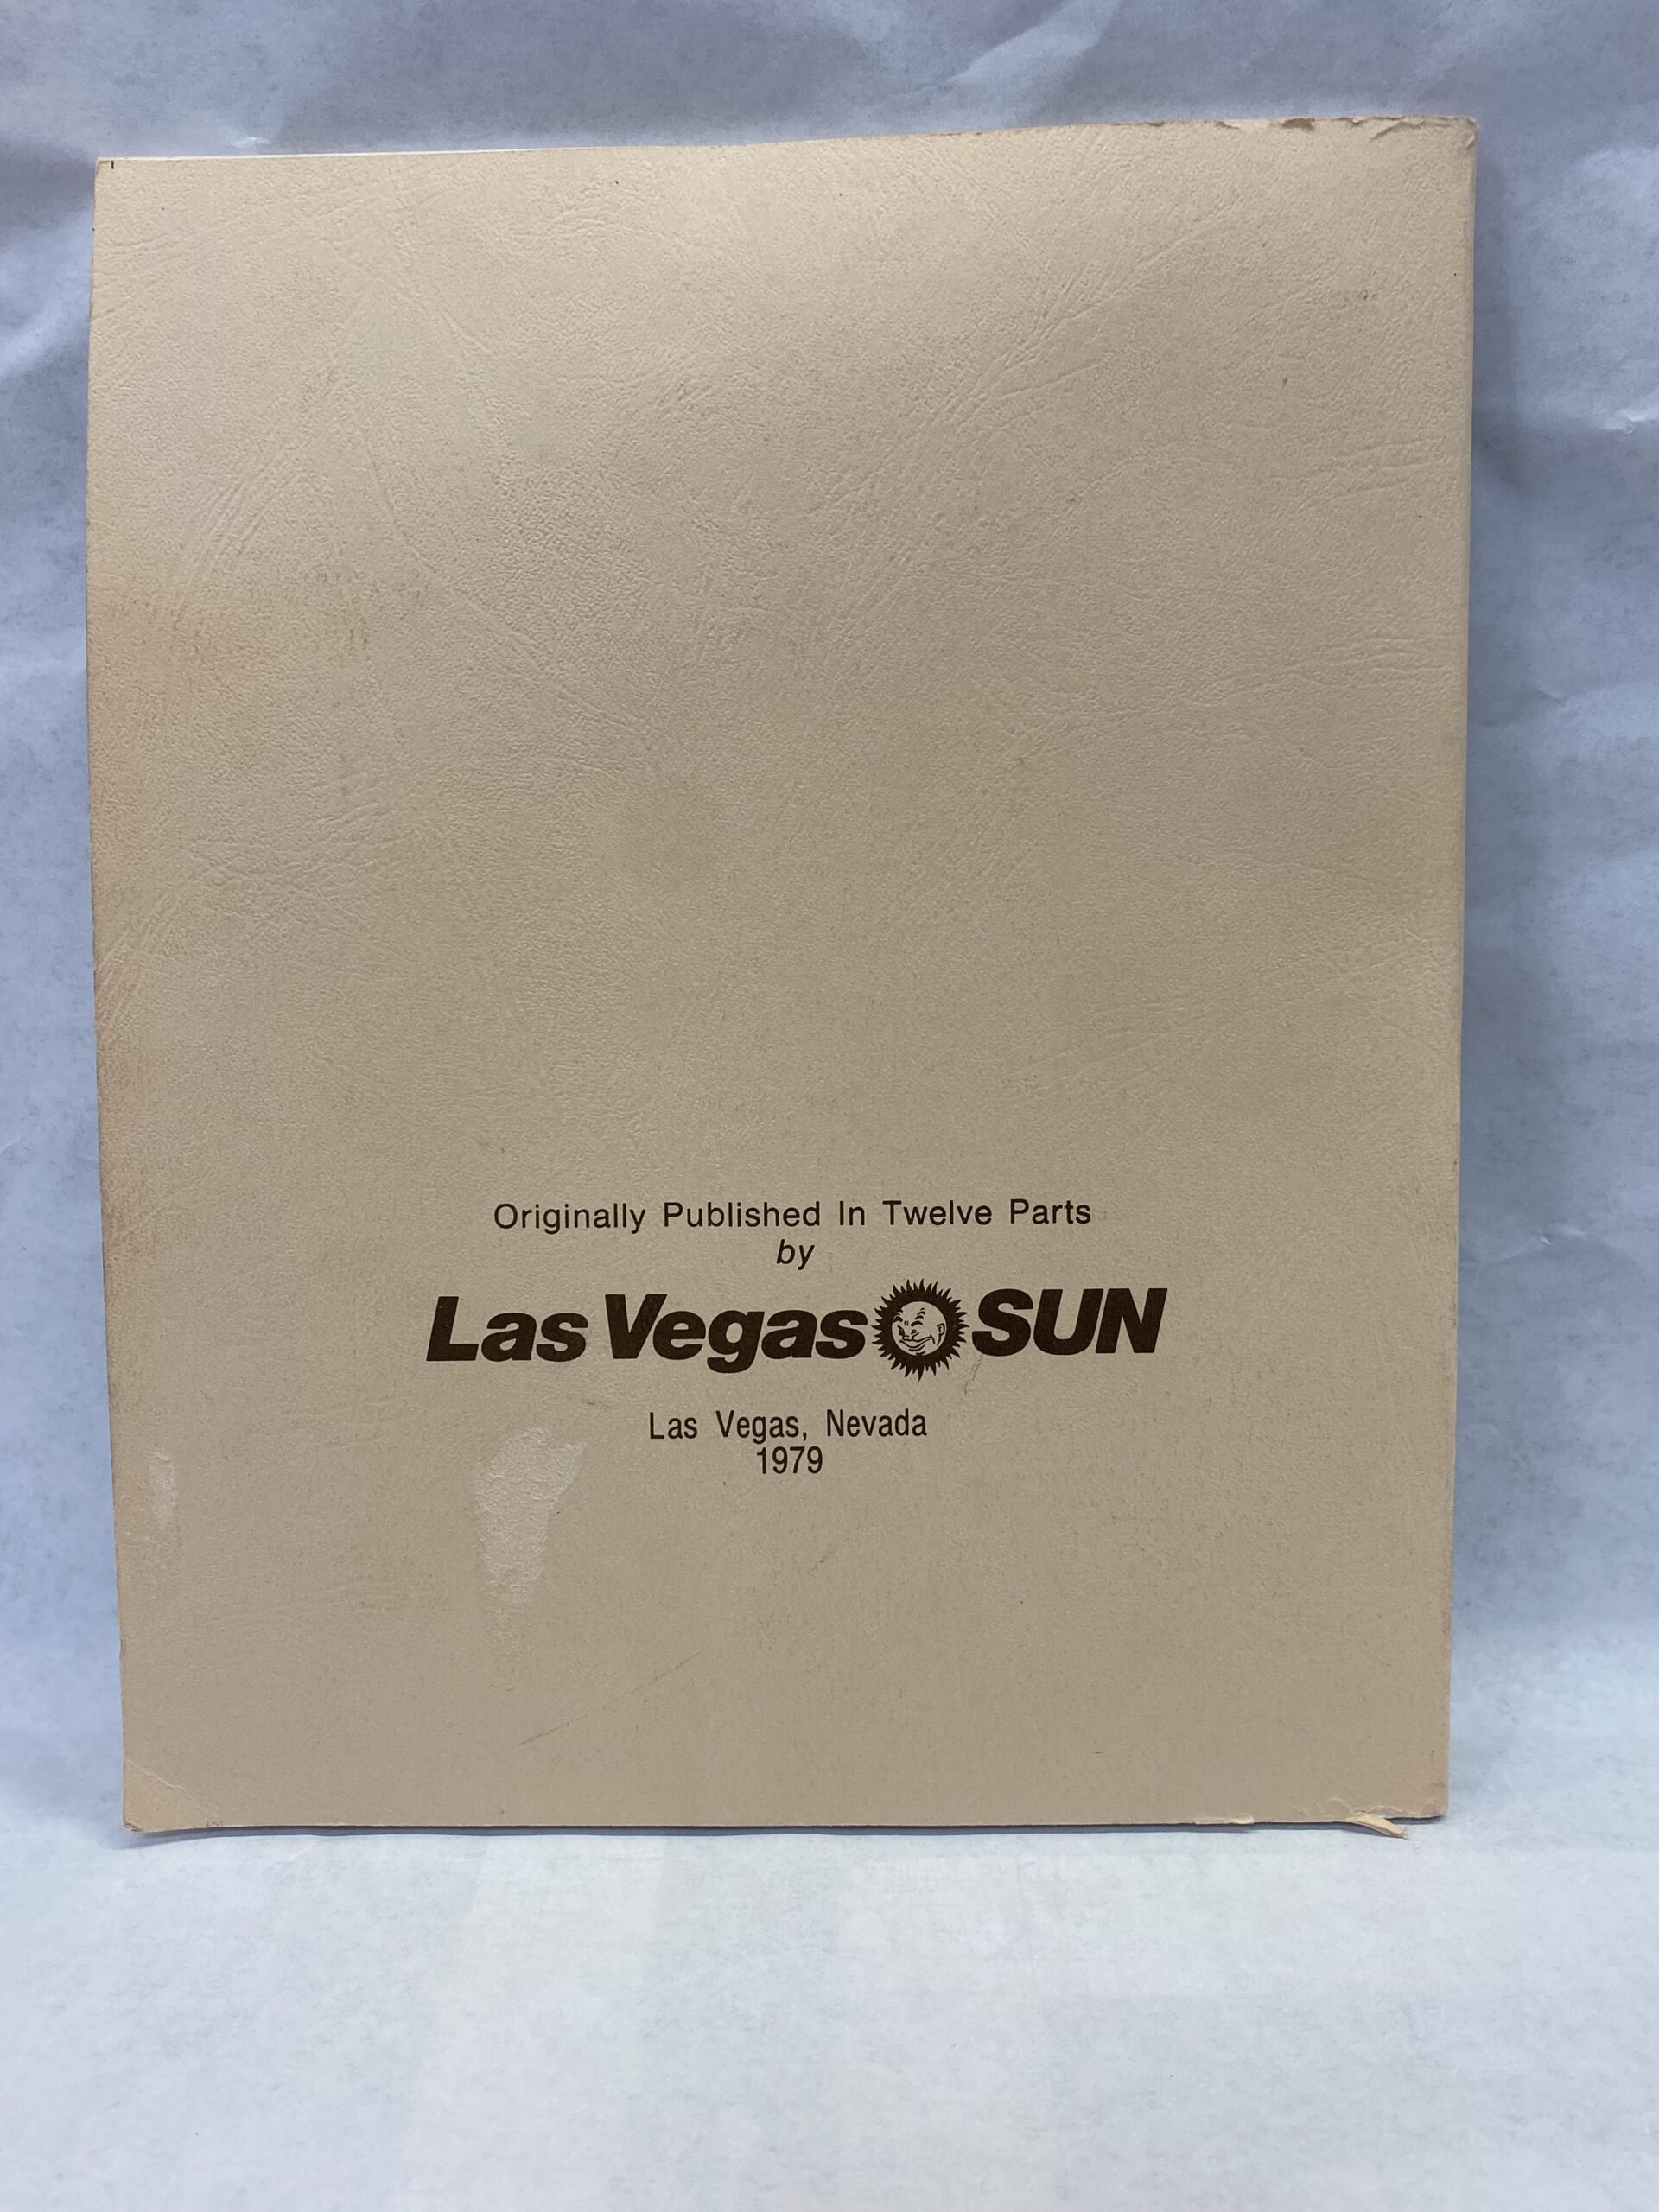 Originally Published In Twelve Parts
by
Las Vegas SUN
Las Vegas, Nevada
1979